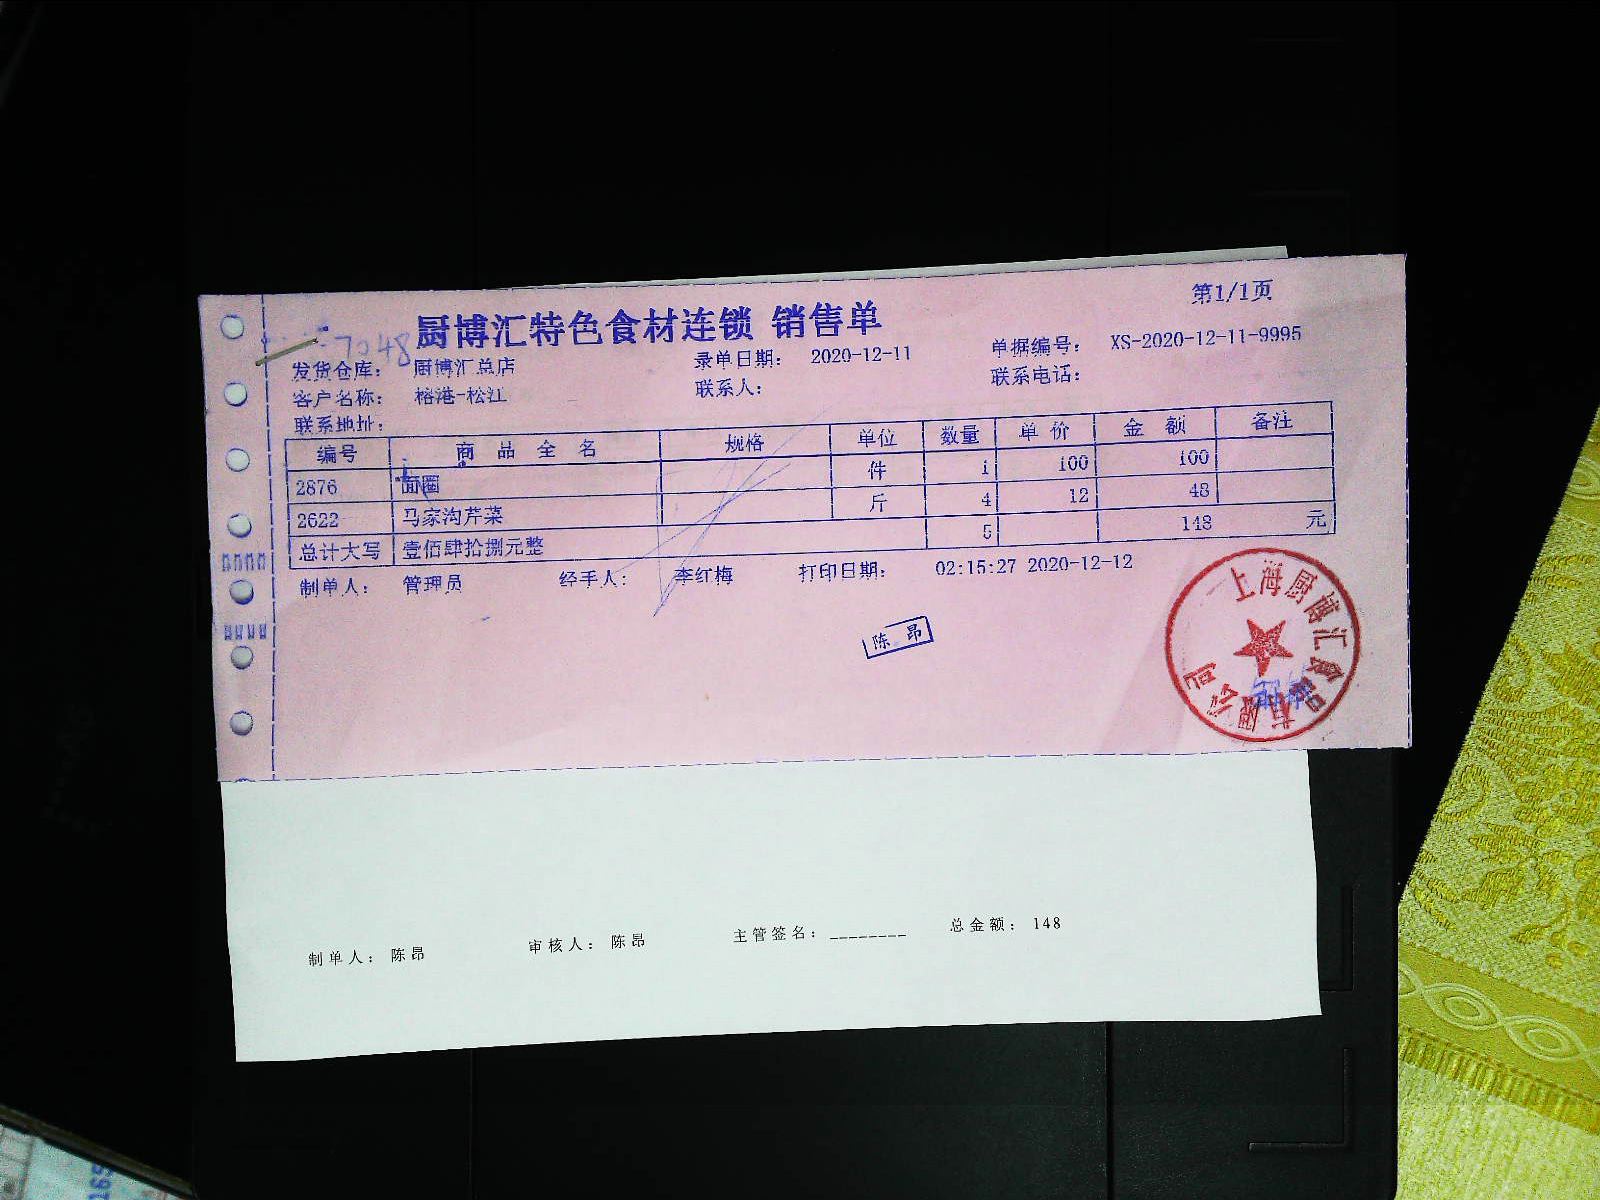 第1/1页
厨博汇特色食材连锁 销售单
7048
发货仓库: 厨博汇总店 录单日期: 2020-12-11 单据编号: XS-2020-12-11-9995
客户名称: 榕港-松江 联系人: 联系电话:
联系地址:
编号 商品全名 规格 单位 数量 单价 金额 备注
2876 面圈 件 1 100 100
2622 马家沟芹菜 斤 4 12 48
总计大写 壹佰肆拾捌元整 5 148 元
制单人: 管理员 经手人: 李红梅 打印日期: 02:15:27 2020-12-12
陈昂
上海厨博汇食品有限公司
制单人: 陈昂 审核人: 陈昂 主管签名: ________ 总金额: 148
165